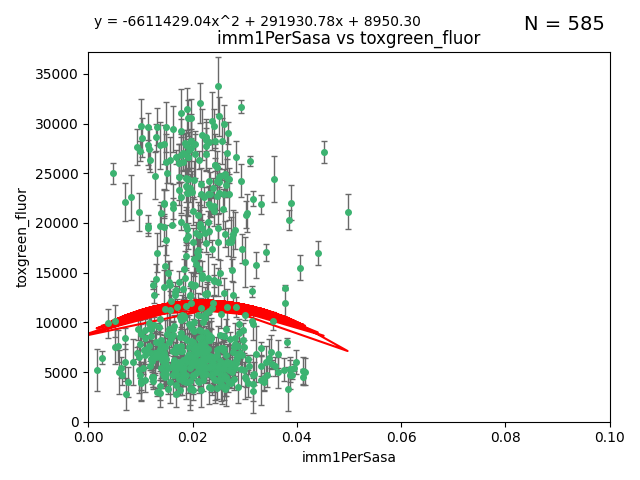 y = -6611429.04x^2 + 291930.78x + 8950.30
N = 585
imm1PerSasa vs toxgreen_fluor
toxgreen_fluor
35000
30000
25000
20000
15000
10000
5000
0
0.00 0.02 0.04 0.06 0.08 0.10
imm1PerSasa